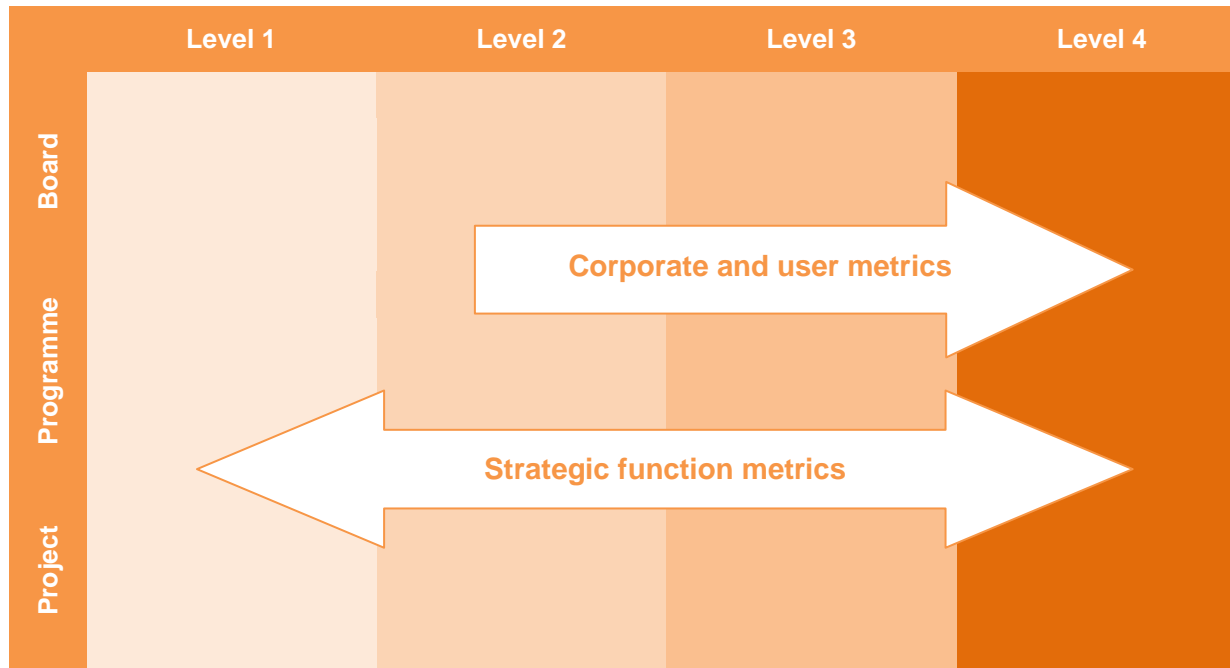 Level 1 Level 2 Level 3 Level 4
Board
Corporate and user metrics
Programme
Strategic function metrics
Project